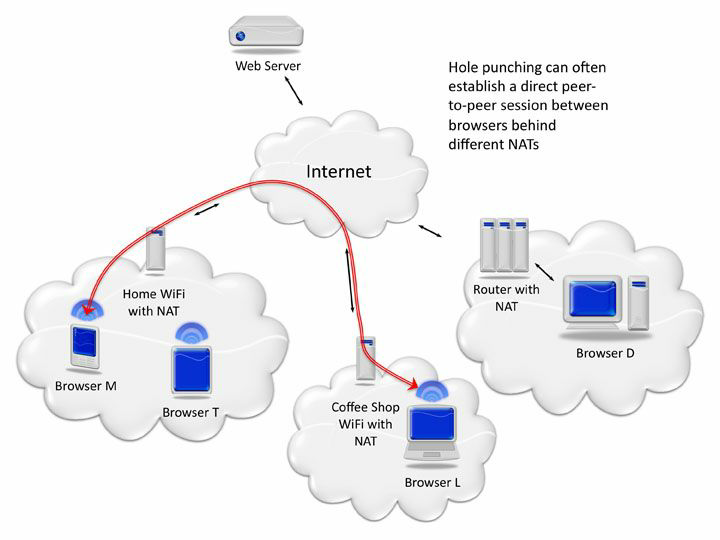 Web Server
Hole punching can often
establish a direct peer-
to-peer session between
browsers behind
different NATs
Internet
Home WiFi
with NAT
Browser M
Browser T
Coffee Shop
WiFi with
NAT
Browser L
Router with
NAT
Browser D